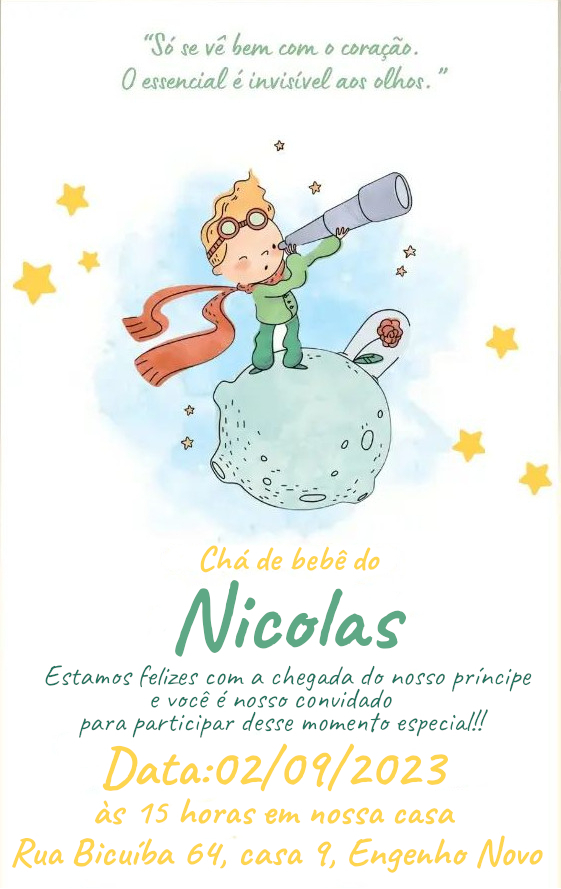 “Só se vê bem com o coração.
O essencial é invisível aos olhos.”
Chá de bebê do
Nicolas
Estamos felizes com a chegada do nosso príncipe
e você é nosso convidado
para participar desse momento especial!!
Data:02/09/2023
às 15 horas em nossa casa
Rua Bicuíba 64, casa 9, Engenho Novo